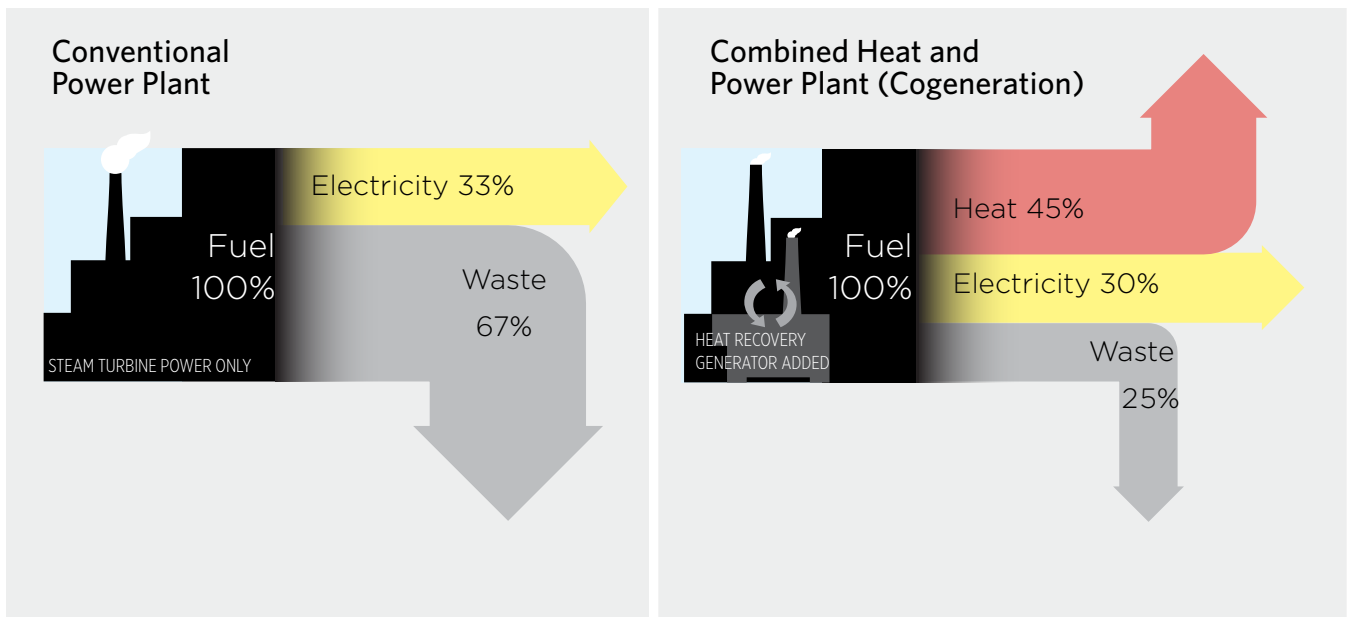 Conventional
Power Plant
Electricity 33%
Fuel
100%
Waste
67%
STEAM TURBINE POWER ONLY
Combined Heat and
Power Plant (Cogeneration)
Heat 45%
Fuel
100%
Electricity 30%
HEAT RECOVERY
GENERATOR ADDED
Waste
25%